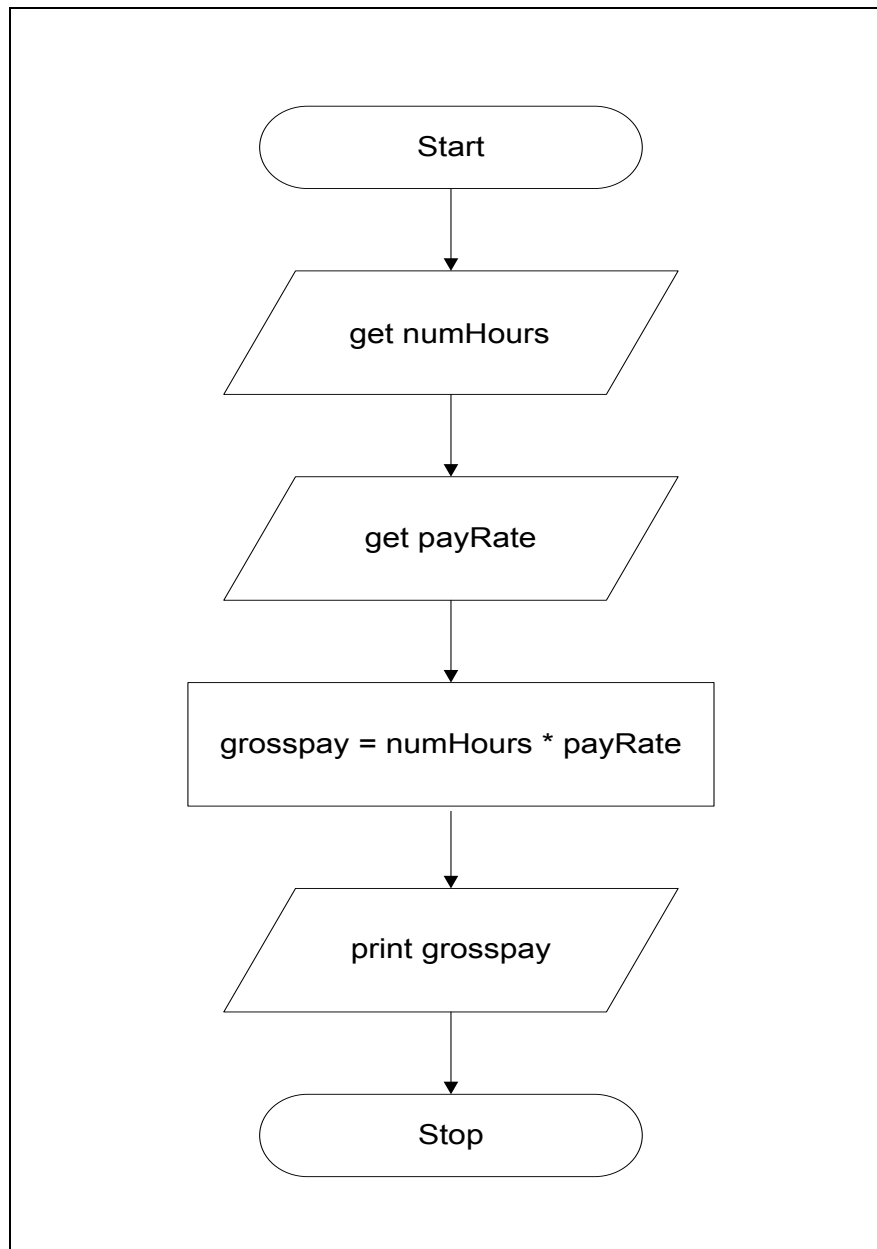 Start
get numHours
get payRate
grosspay = numHours * payRate
print grosspay
Stop